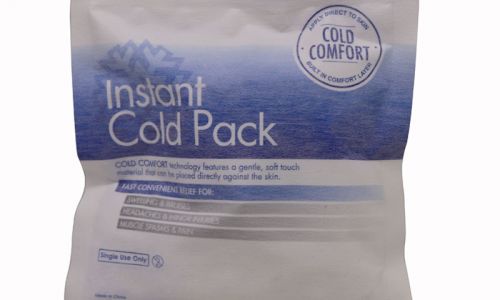 APPLY DIRECT TO SKIN
COLD
COMFORT
BUILT IN COMFORT LAYER
Instant
Cold Pack
COLD COMFORT technology features a gentle, soft touch
material that can be placed directly against the skin.
FAST CONVENIENT RELIEF FOR:
SWELLING & BRUISES
HEADACHES & MINOR INJURIES
MUSCLE SPASMS & PAIN
Single Use Only
Made in China